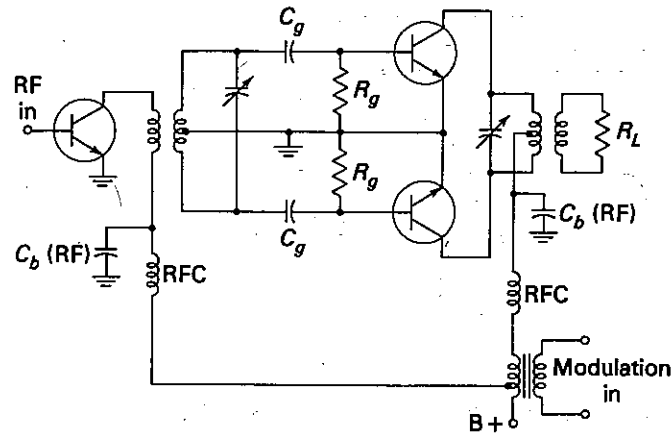 RF
in
C_g
R_g
R_g
C_g
R_L
C_b (RF)
C_b (RF)
RFC
RFC
Modulation
in
B+